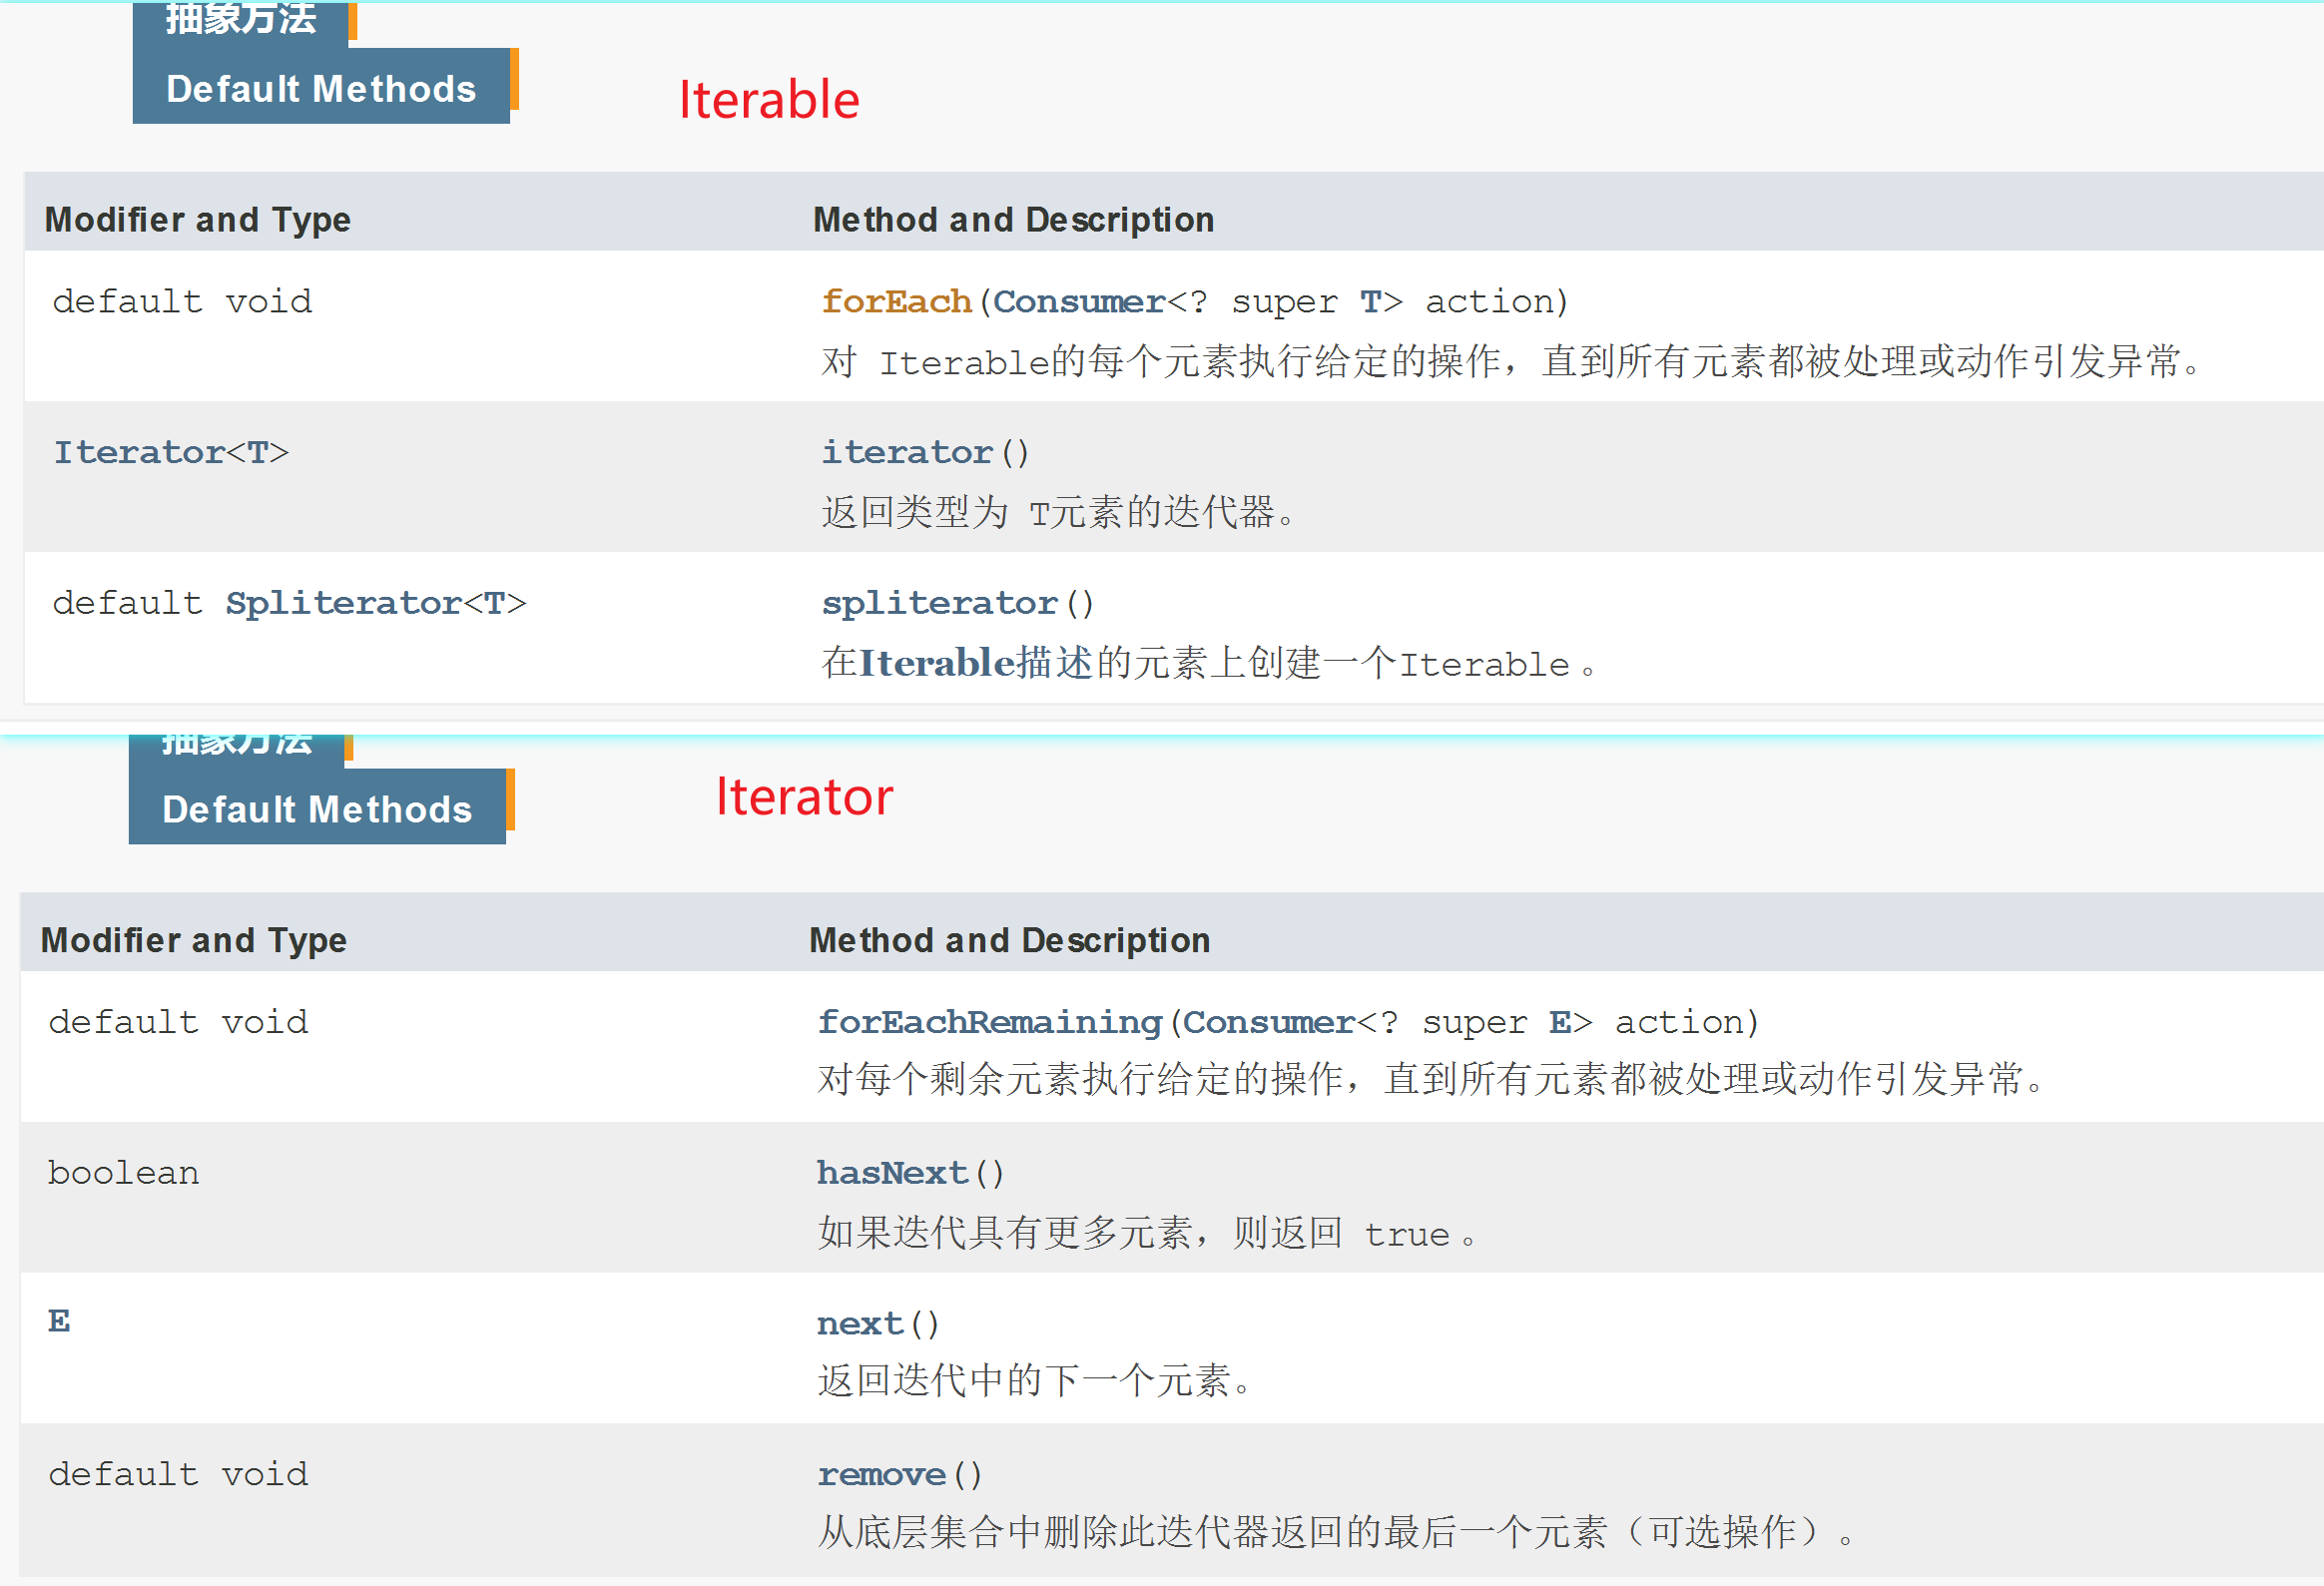 抽象方法
Default Methods
Iterable
Modifier and Type Method and Description
default void forEach(Consumer<? super T> action)
对 Iterable的每个元素执行给定的操作，直到所有元素都被处理或动作引发异常。
Iterator<T> iterator()
返回类型为 T元素的迭代器。
default Spliterator<T> spliterator()
在Iterable描述的元素上创建一个Iterable 。
抽象方法
Default Methods
Iterator
Modifier and Type Method and Description
default void forEachRemaining(Consumer<? super E> action)
对每个剩余元素执行给定的操作，直到所有元素都被处理或动作引发异常。
boolean hasNext()
如果迭代具有更多元素，则返回 true 。
E next()
返回迭代中的下一个元素。
default void remove()
从底层集合中删除此迭代器返回的最后一个元素（可选操作）。